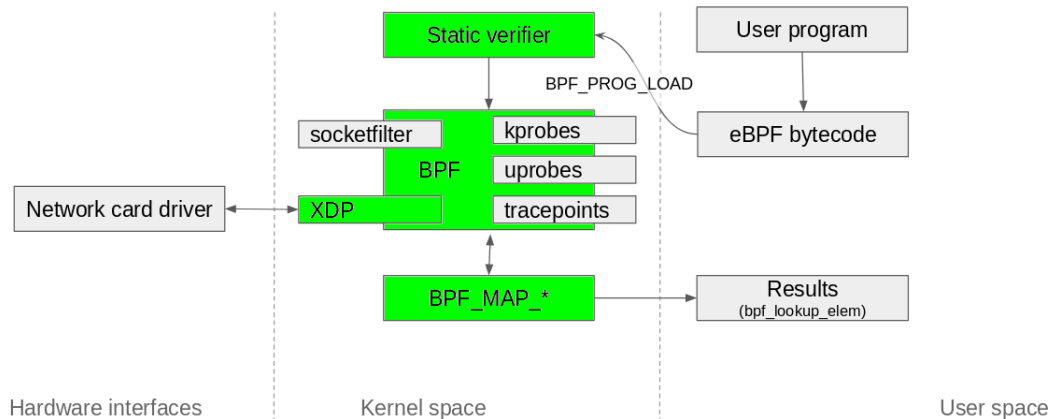 Static verifier
User program
BPF_PROG_LOAD
socketfilter
kprobes
eBPF bytecode
BPF
uprobes
Network card driver
XDP
tracepoints
BPF_MAP_*
Results
(bpf_lookup_elem)
Hardware interfaces
Kernel space
User space